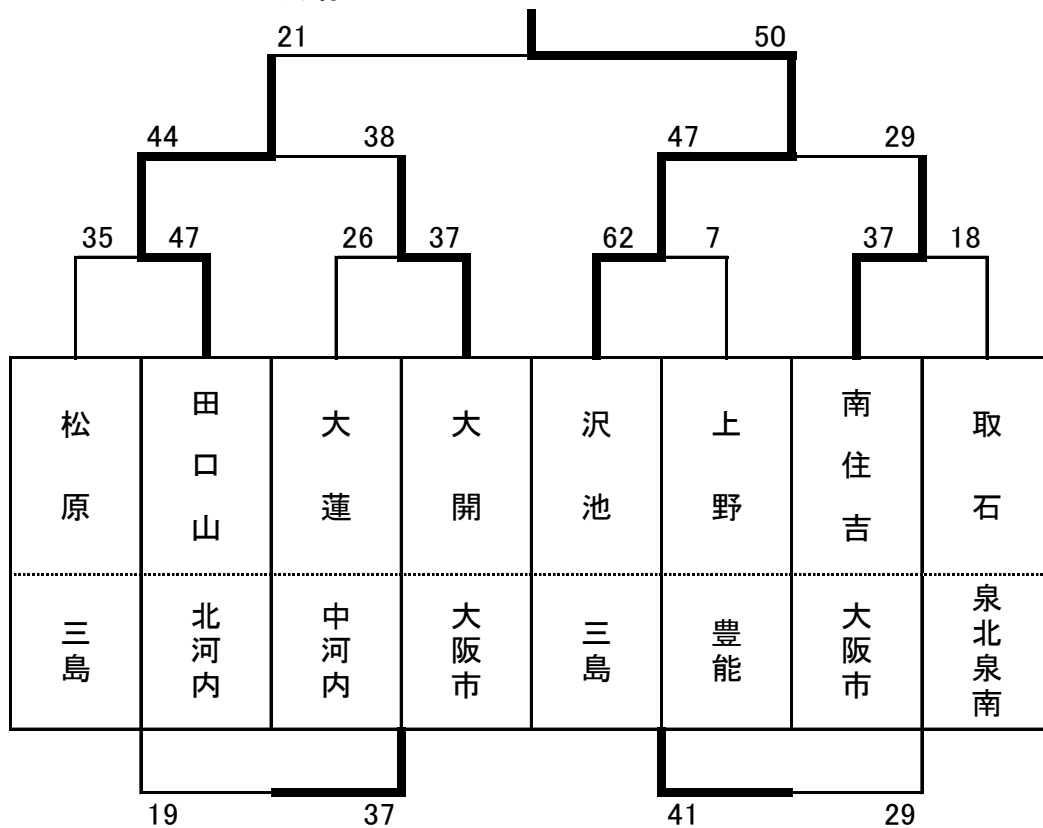 21 50
44 38 47 29
35 47 26 37 62 7 37 18
松原 田口山 大蓮 大開 沢池 上野 南住吉 取石
三島 北河内 中河内 大阪市 三島 豊能 大阪市 泉北泉南
19 37 41 29